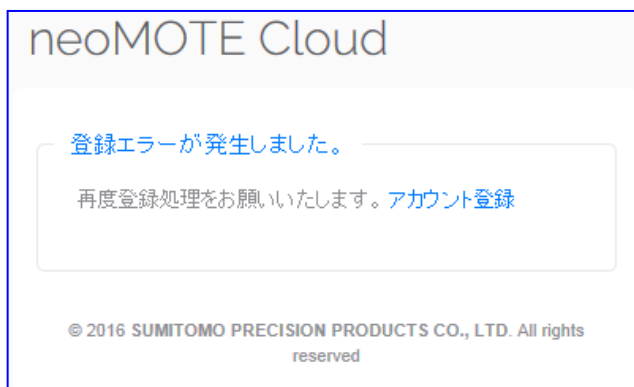 neoMOTE Cloud
登録エラーが発生しました。
再度登録処理をお願いいたします。アカウント登録
© 2016 SUMITOMO PRECISION PRODUCTS CO., LTD. All rights
reserved